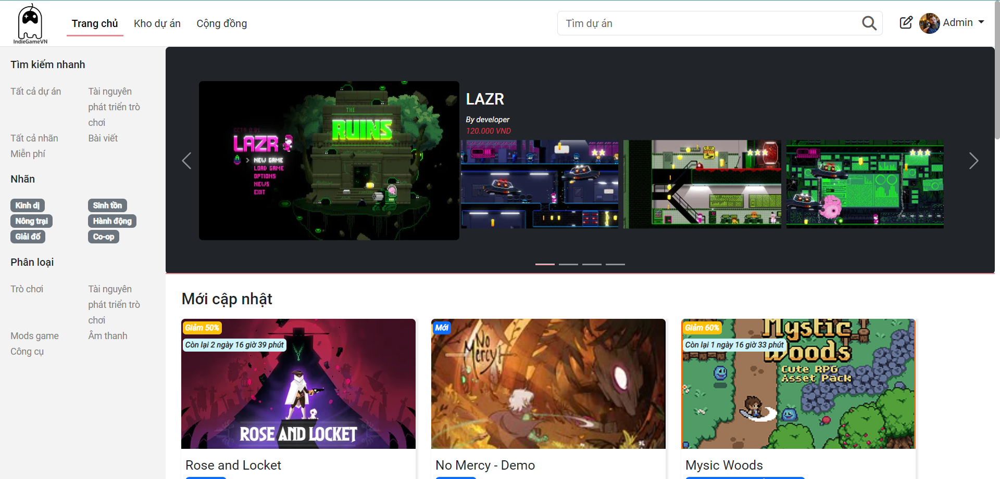 IndieGameVN
Trang chủ
Kho dự án
Cộng đồng
Tìm dự án
Admin
Tìm kiếm nhanh
Tất cả dự án
Tài nguyên
phát triển trò
chơi
Tất cả nhãn
Bài viết
Miễn phí
Nhãn
Kinh dị
Sinh tồn
Nông trại
Hành động
Giải đố
Co-op
Phân loại
Trò chơi
Tài nguyên
phát triển trò
chơi
Mods game
Âm thanh
Công cụ
THE
RUINS
LAZR
NEW GAME
LOAD GAME
OPTIONS
NEWS
EXIT
LAZR
By developer
120.000 VND
Mới cập nhật
Giảm 50%
Còn lại 2 ngày 16 giờ 39 phút
ROSE AND LOCKET
Rose and Locket
Mới
No
Mercy
No Mercy - Demo
Giảm 60%
Còn lại 1 ngày 16 giờ 33 phút
Mystic
Woods
Cute RPG
Asset Pack
Mysic Woods